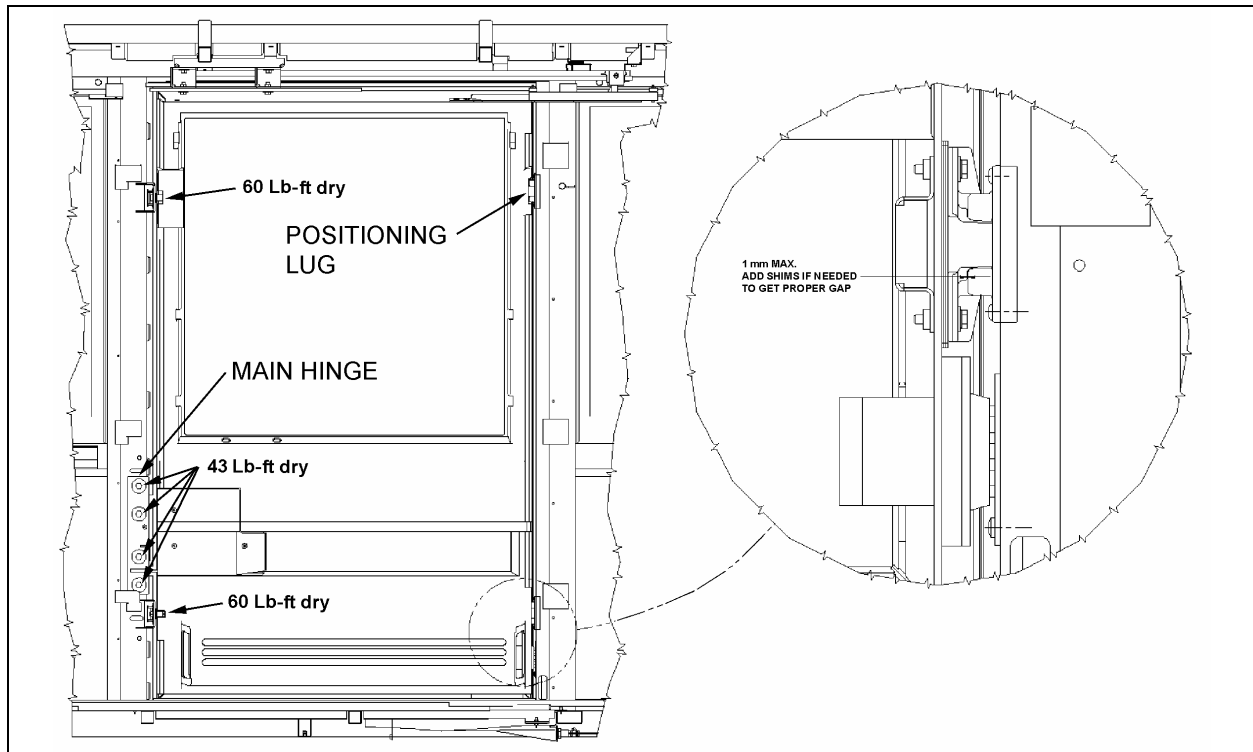 60 Lb-ft dry
POSITIONING
LUG
MAIN HINGE
43 Lb-ft dry
60 Lb-ft dry
1 mm MAX.
ADD SHIMS IF NEEDED
TO GET PROPER GAP